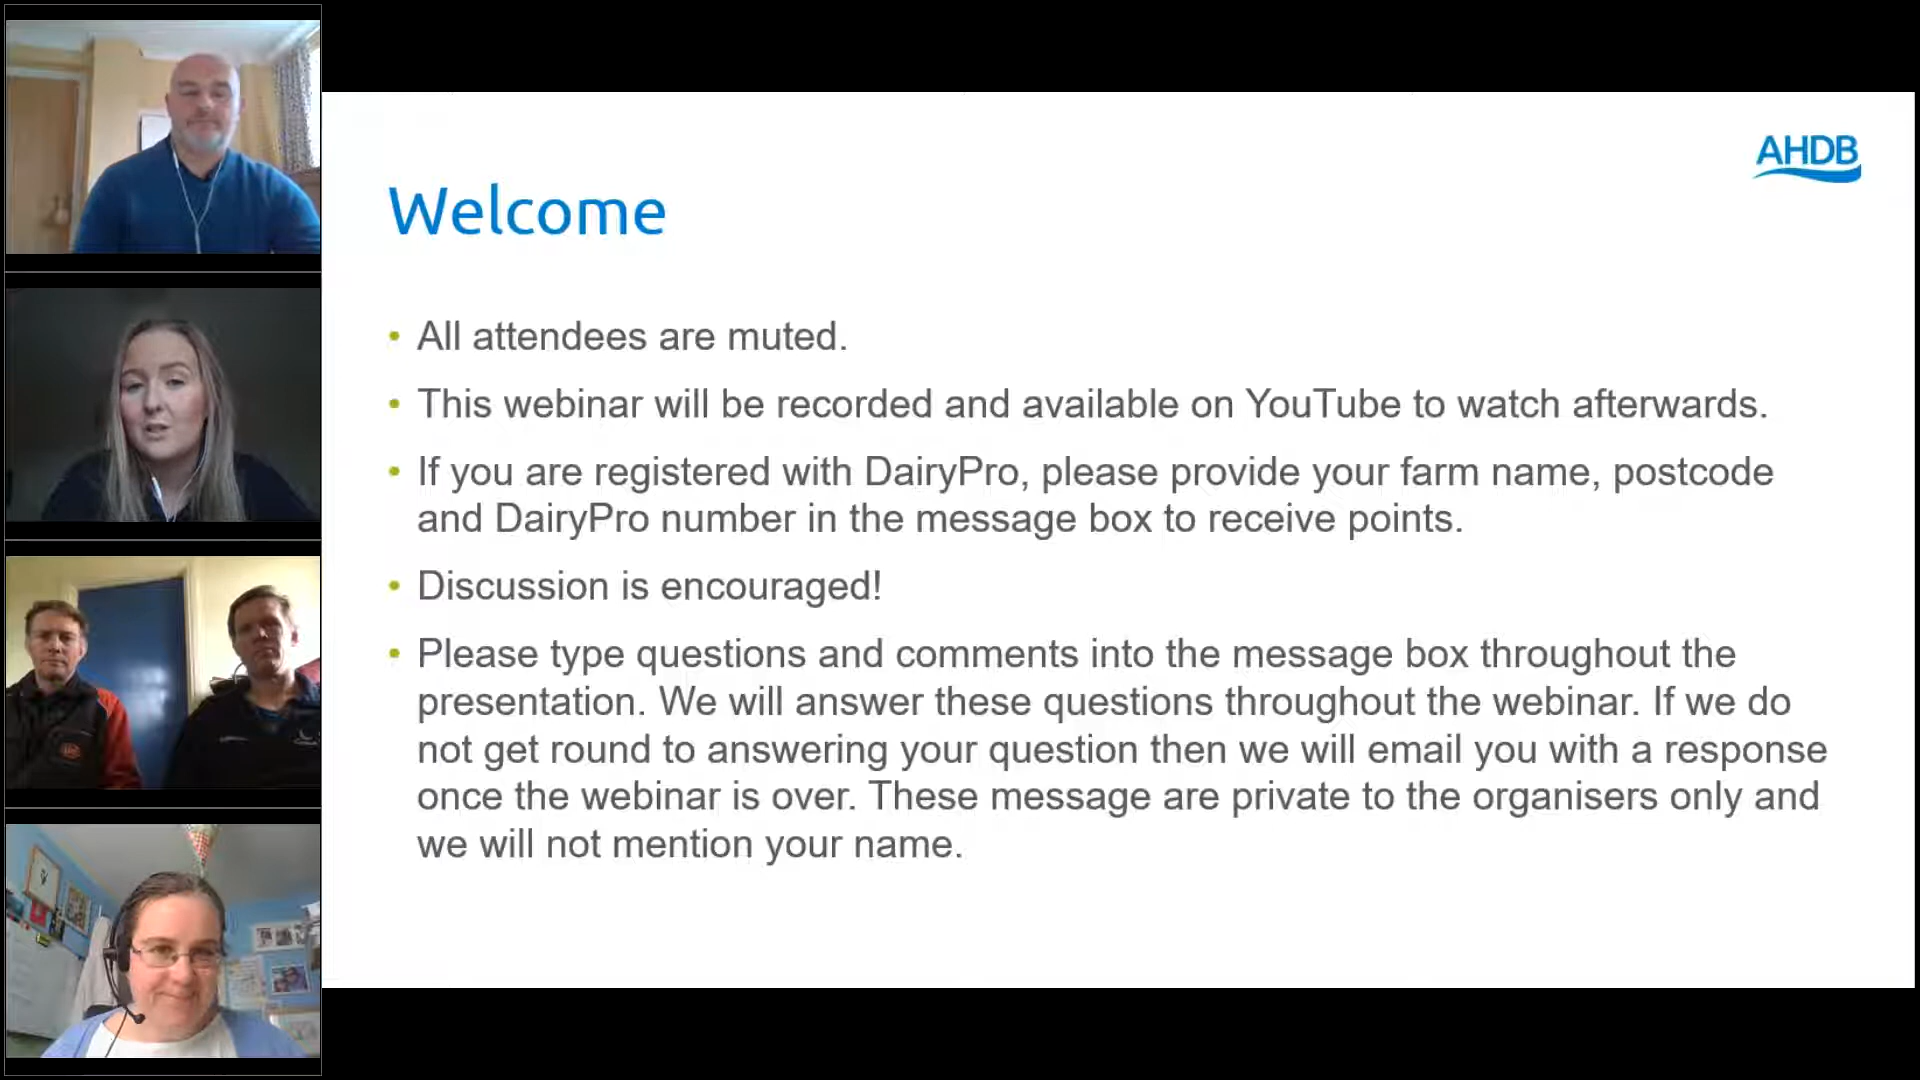 AHDB
Welcome
• All attendees are muted.
• This webinar will be recorded and available on YouTube to watch afterwards.
• If you are registered with DairyPro, please provide your farm name, postcode
and DairyPro number in the message box to receive points.
• Discussion is encouraged!
• Please type questions and comments into the message box throughout the
presentation. We will answer these questions throughout the webinar. If we do
not get round to answering your question then we will email you with a response
once the webinar is over. These message are private to the organisers only and
we will not mention your name.